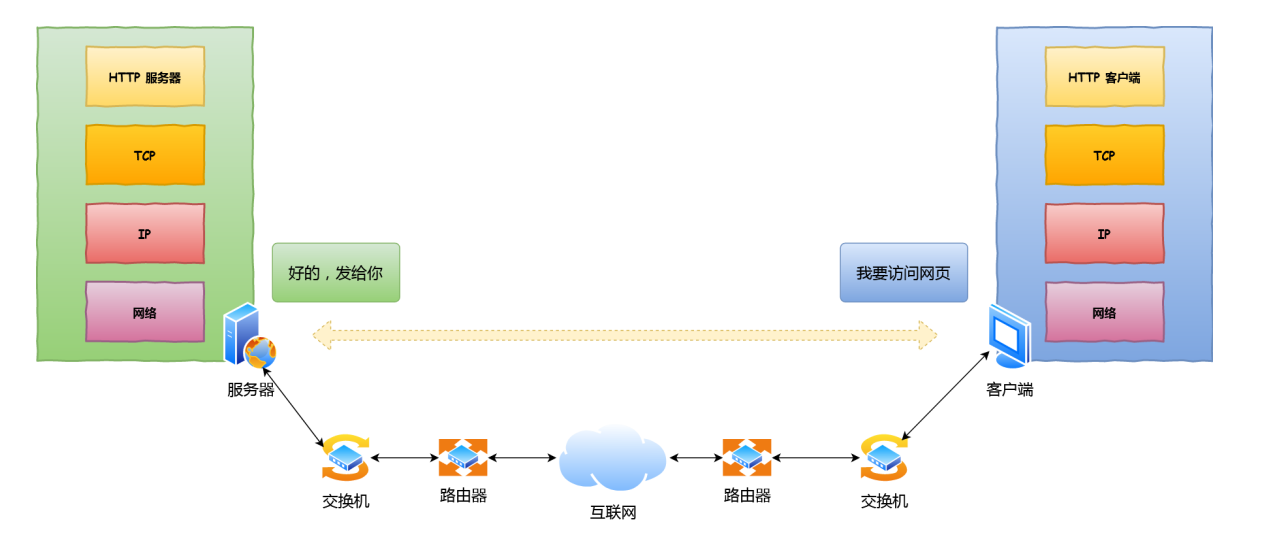 HTTP 服务器
TCP
IP
网络
服务器
好的，发给你
我要访问网页
HTTP 客户端
TCP
IP
网络
客户端
交换机
路由器
互联网
路由器
交换机